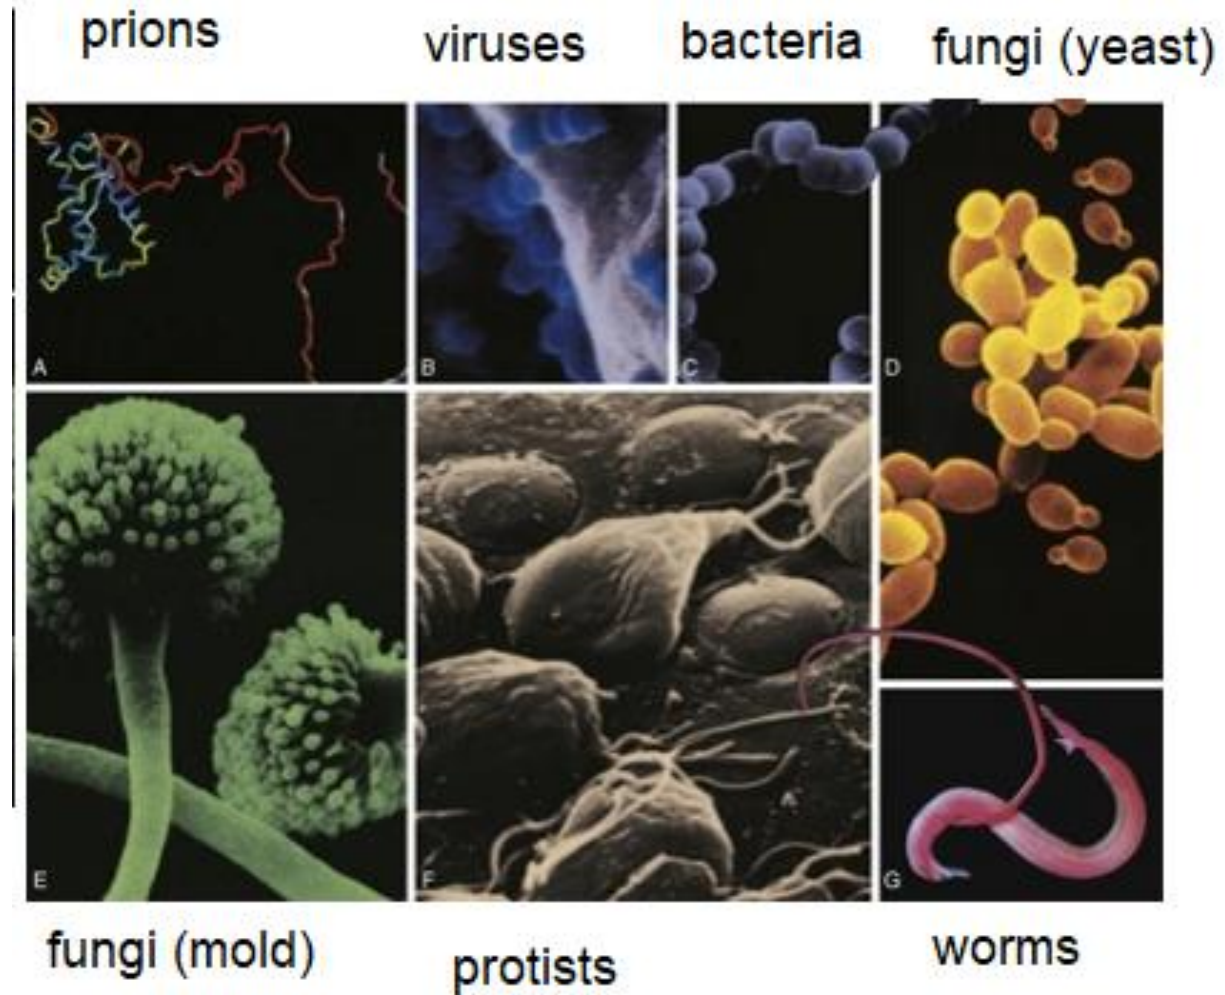 prions
viruses
bacteria
fungi (yeast)
A
B
C
D
E
F
G
fungi (mold)
protists
worms